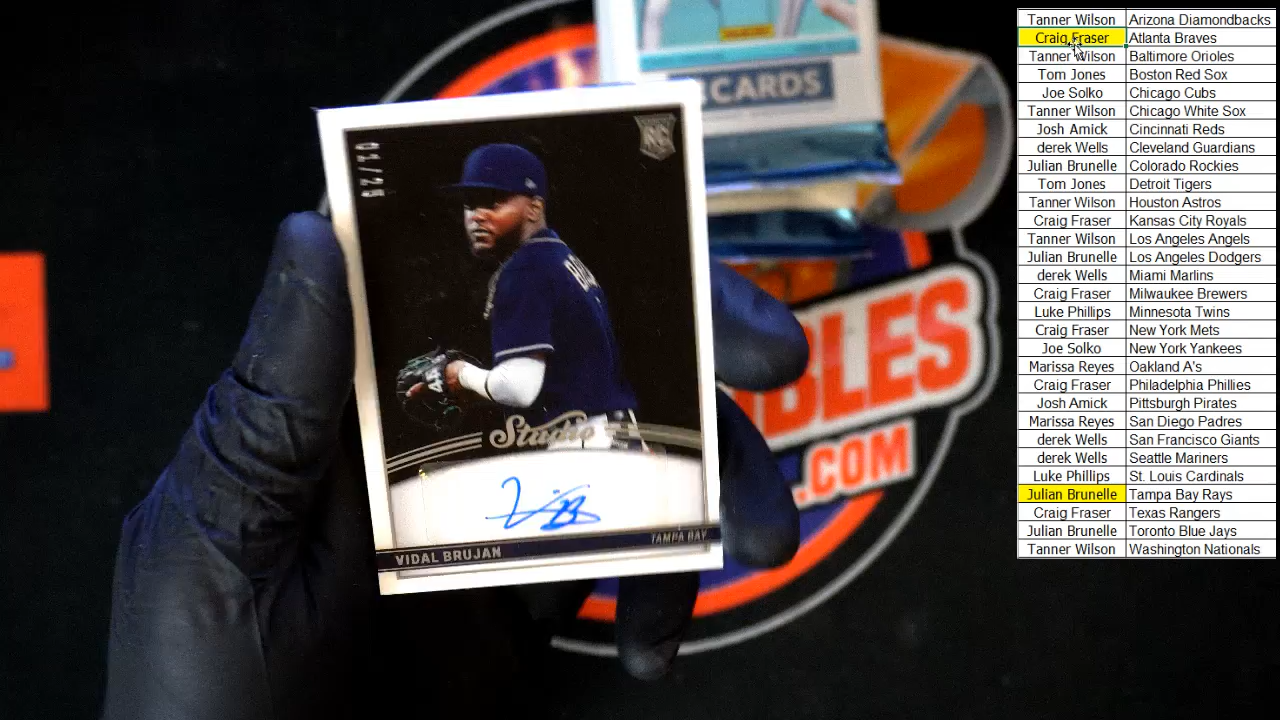 CARDS
RC
01/25
45
Studio
VIDAL BRUJAN
TAMPA BAY
IBLES
.COM
Tanner Wilson Arizona Diamondbacks
Craig Fraser Atlanta Braves
Tanner Wilson Baltimore Orioles
Tom Jones Boston Red Sox
Joe Solko Chicago Cubs
Tanner Wilson Chicago White Sox
Josh Amick Cincinnati Reds
derek Wells Cleveland Guardians
Julian Brunelle Colorado Rockies
Tom Jones Detroit Tigers
Tanner Wilson Houston Astros
Craig Fraser Kansas City Royals
Tanner Wilson Los Angeles Angels
Julian Brunelle Los Angeles Dodgers
derek Wells Miami Marlins
Craig Fraser Milwaukee Brewers
Luke Phillips Minnesota Twins
Craig Fraser New York Mets
Joe Solko New York Yankees
Marissa Reyes Oakland A's
Craig Fraser Philadelphia Phillies
Josh Amick Pittsburgh Pirates
Marissa Reyes San Diego Padres
derek Wells San Francisco Giants
derek Wells Seattle Mariners
Luke Phillips St. Louis Cardinals
Julian Brunelle Tampa Bay Rays
Craig Fraser Texas Rangers
Julian Brunelle Toronto Blue Jays
Tanner Wilson Washington Nationals